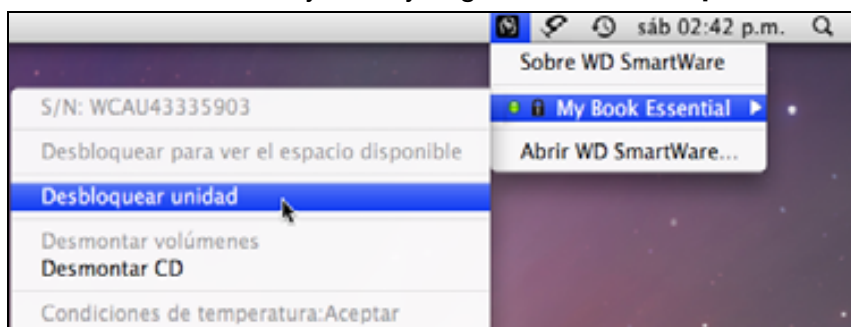 sáb 02:42 p.m.
Sobre WD SmartWare
My Book Essential
Abrir WD SmartWare...
S/N: WCAU43335903
Desbloquear para ver el espacio disponible
Desbloquear unidad
Desmontar volúmenes
Desmontar CD
Condiciones de temperatura:Aceptar